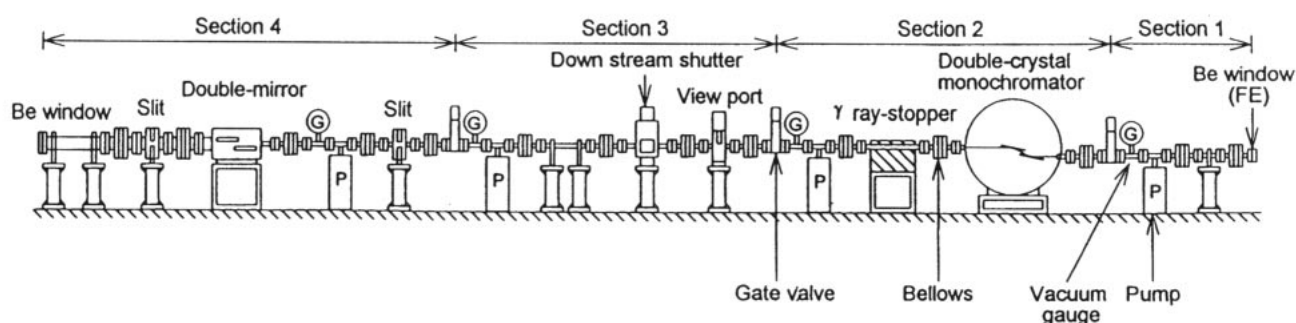 Section 4
Section 3
Section 2
Section 1
Down stream shutter
Double-crystal
monochromator
Be window
(FE)
Be window
Slit
Double-mirror
Slit
View port
γ ray-stopper
G
G
G
G
P
P
P
P
Gate valve
Bellows
Vacuum
gauge
Pump